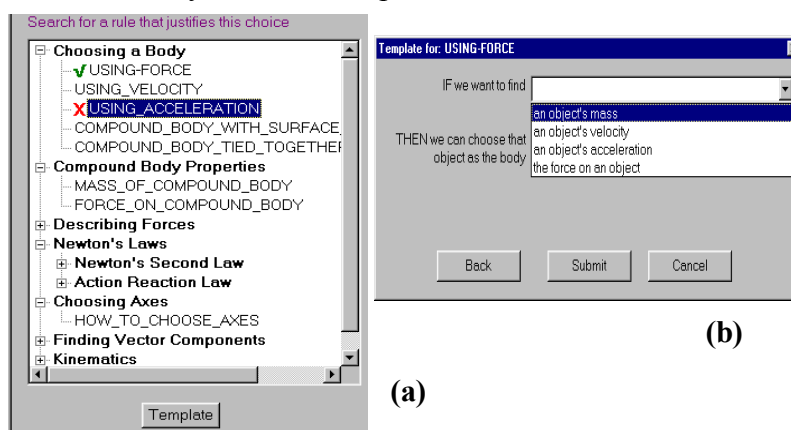 Search for a rule that justifies this choice
Choosing a Body
USING-FORCE
USING_VELOCITY
X USING_ACCELERATION
COMPOUND_BODY_WITH_SURFACE_
COMPOUND_BODY_TIED_TOGETHER
Compound Body Properties
MASS_OF_COMPOUND_BODY
FORCE_ON_COMPOUND_BODY
Describing Forces
Newton's Laws
Newton's Second Law
Action Reaction Law
Choosing Axes
HOW_TO_CHOOSE_AXES
Finding Vector Components
Kinematics
Template
(a)
Template for: USING-FORCE
IF we want to find
an object's mass
an object's velocity
an object's acceleration
the force on an object
THEN we can choose that
object as the body
Back Submit Cancel
(b)